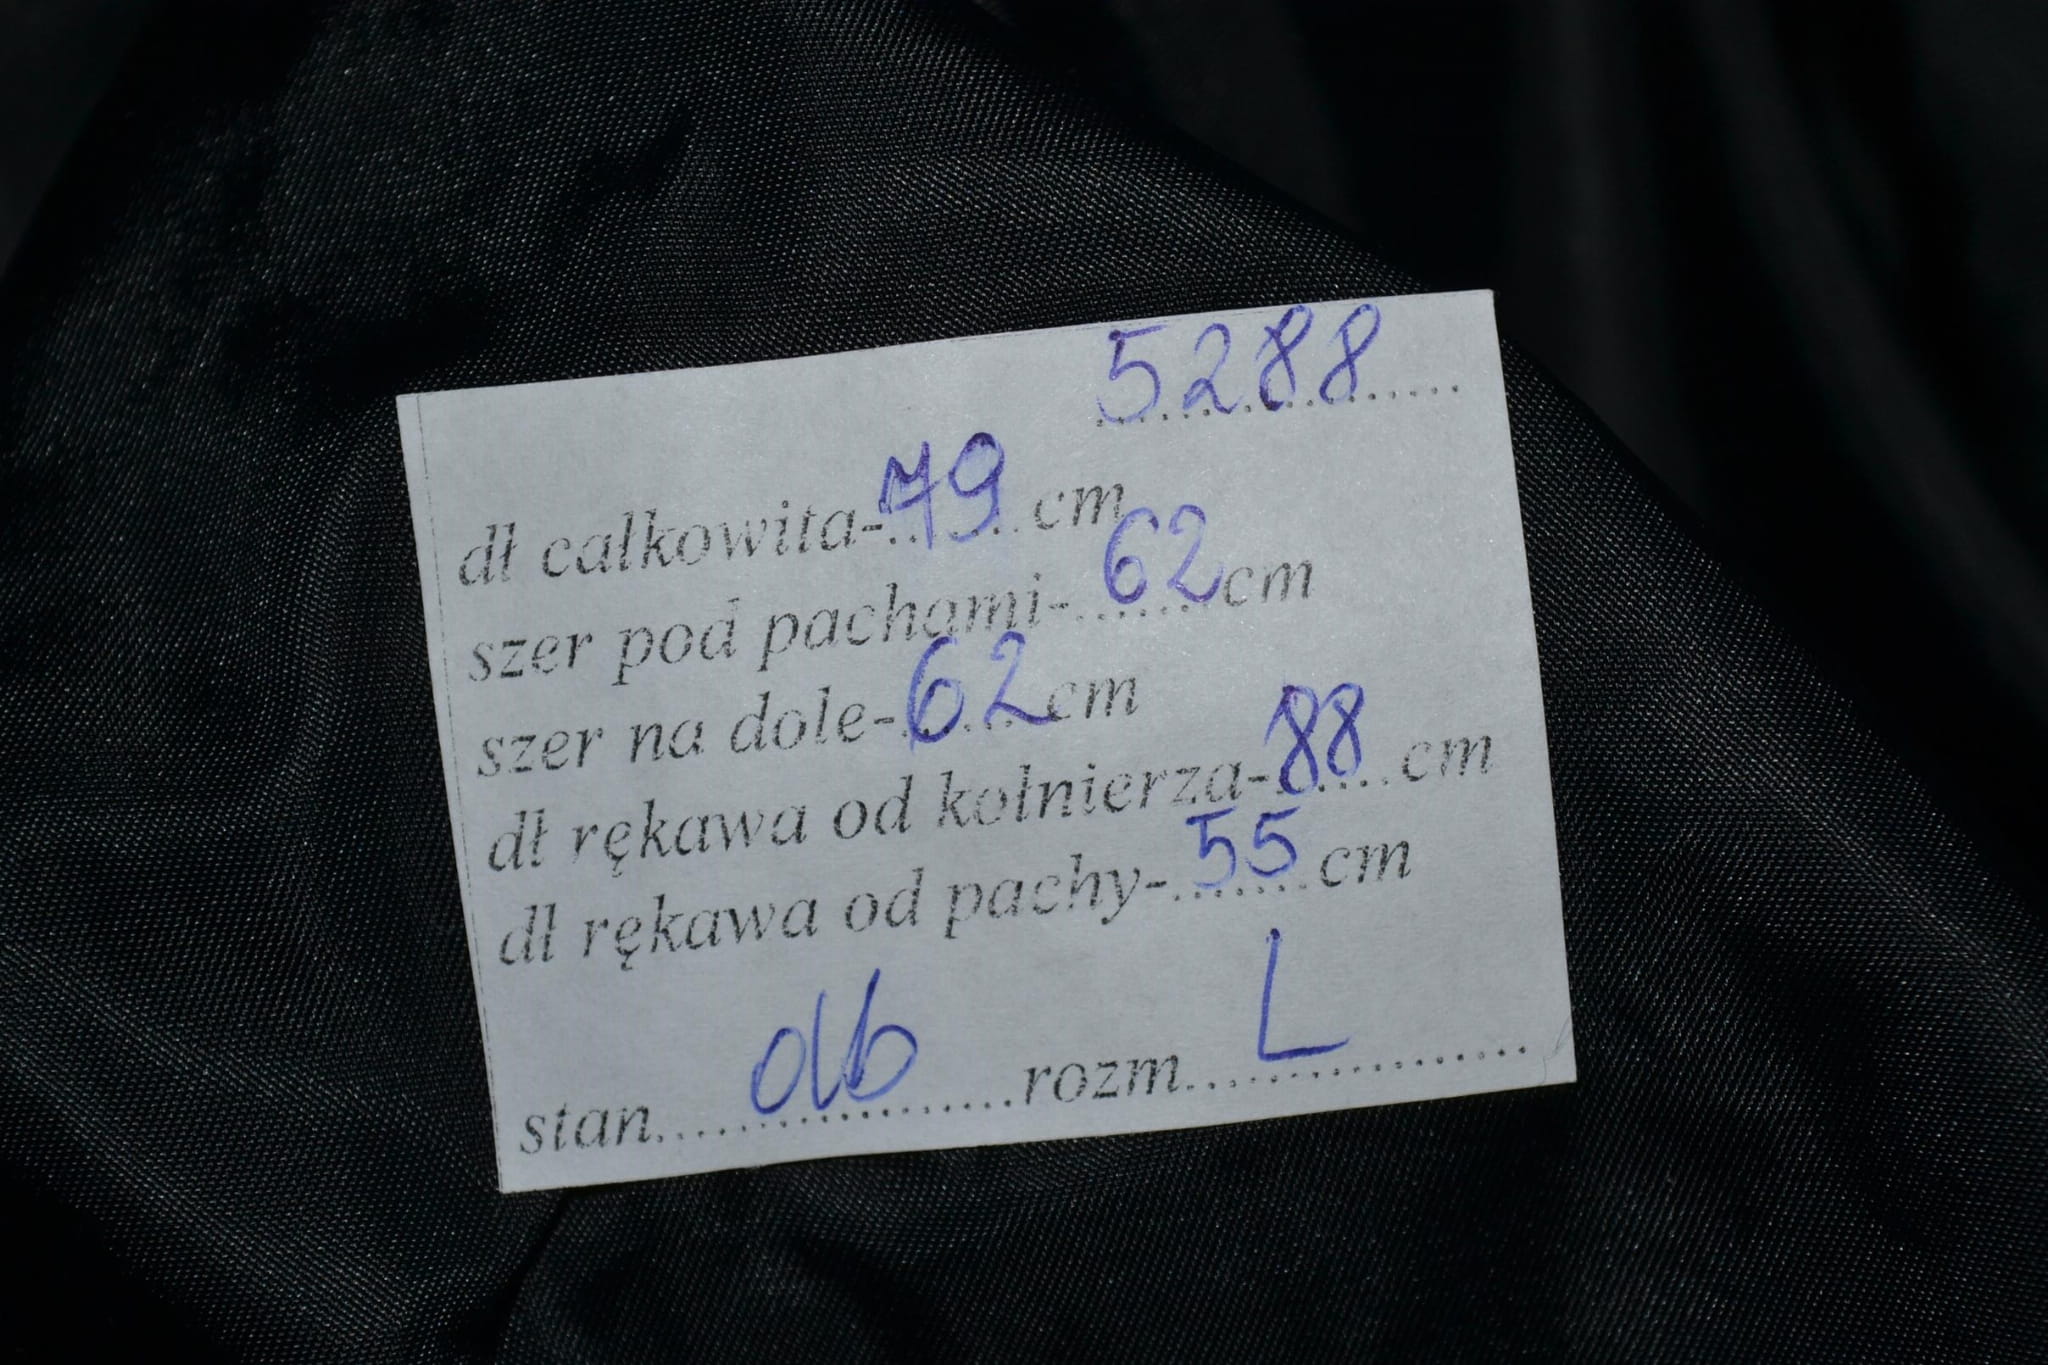 5288
dł całkowita-79 cm
szer pod pachami-62 cm
szer na dole-62 cm
dł rękawa od kołnierza-88 cm
dł rękawa od pachy-55 cm
stan db rozm L